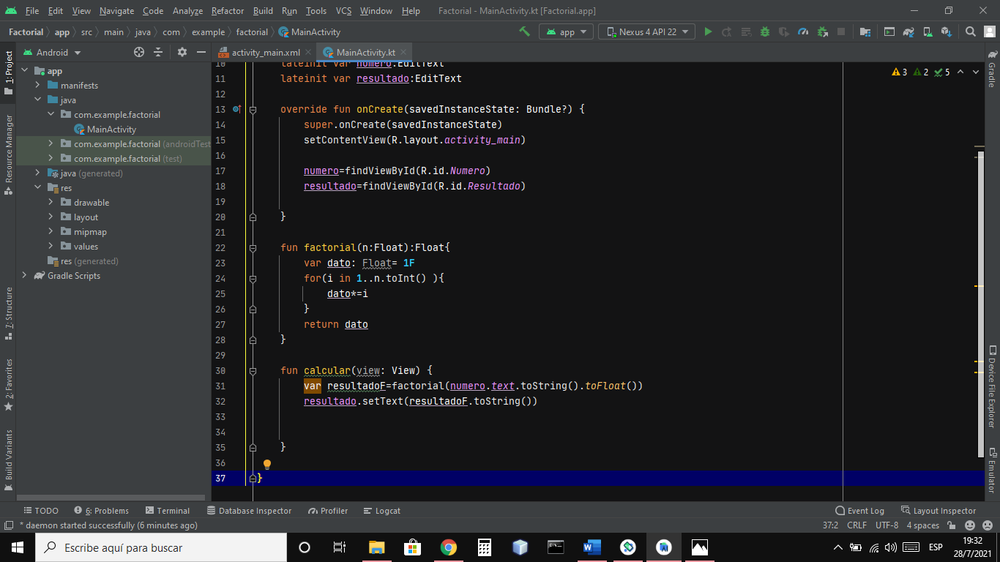 File Edit View Navigate Code Analyze Refactor Build Run Tools VCS Window Help Factorial - MainActivity.kt [Factorial.app]
Factorial app src main java com example factorial MainActivity app Nexus 4 API 22
Android
activity_main.xml MainActivity.kt
1: Project
Resource Manager
7: Structure
2: Favorites
Build Variants
app
manifests
java
com.example.factorial
MainActivity
com.example.factorial (androidTest
com.example.factorial (test)
java (generated)
res
drawable
layout
mipmap
values
res (generated)
Gradle Scripts
3 2 5
10 lateinit var numero:EditText
11 lateinit var resultado:EditText
12
13 override fun onCreate(savedInstanceState: Bundle?) {
14 super.onCreate(savedInstanceState)
15 setContentView(R.layout.activity_main)
16
17 numero=findViewById(R.id.Numero)
18 resultado=findViewById(R.id.Resultado)
19
20 }
21
22 fun factorial(n:Float):Float{
23 var dato: Float= 1F
24 for(i in 1..n.toInt() ){
25 dato*=i
26 }
27 return dato
28 }
29
30 fun calcular(view: View) {
31 var resultadoF=factorial(numero.text.toString().toFloat())
32 resultado.setText(resultadoF.toString())
33
34
35 }
36
37 }
Gradle
Device File Explorer
Emulator
TODO 6: Problems Terminal Database Inspector Profiler Logcat Event Log Layout Inspector
* daemon started successfully (6 minutes ago) 37:2 CRLF UTF-8 4 spaces
Escribe aquí para buscar
ESP
19:32
28/7/2021